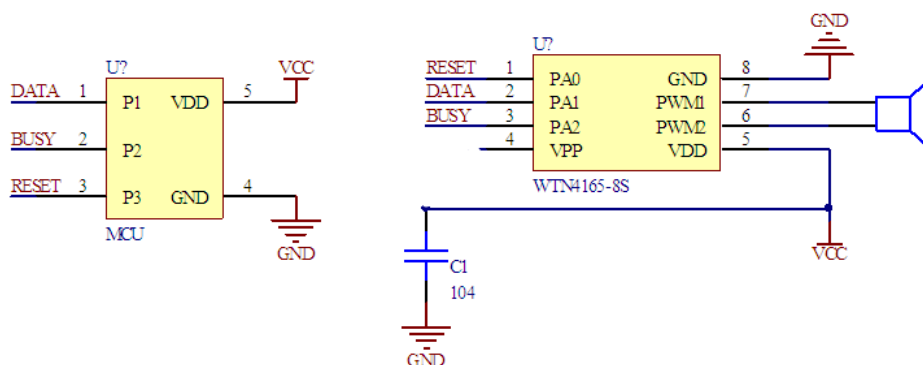 U?
VCC
DATA 1 P1 VDD 5
BUSY 2 P2
RESET 3 P3 GND 4
MCU
GND
GND
U?
RESET 1 PA0 GND 8
DATA 2 PA1 PWM1 7
BUSY 3 PA2 PWM2 6
4 VPP VDD 5
WTN4165-8S
VCC
C1
104
GND